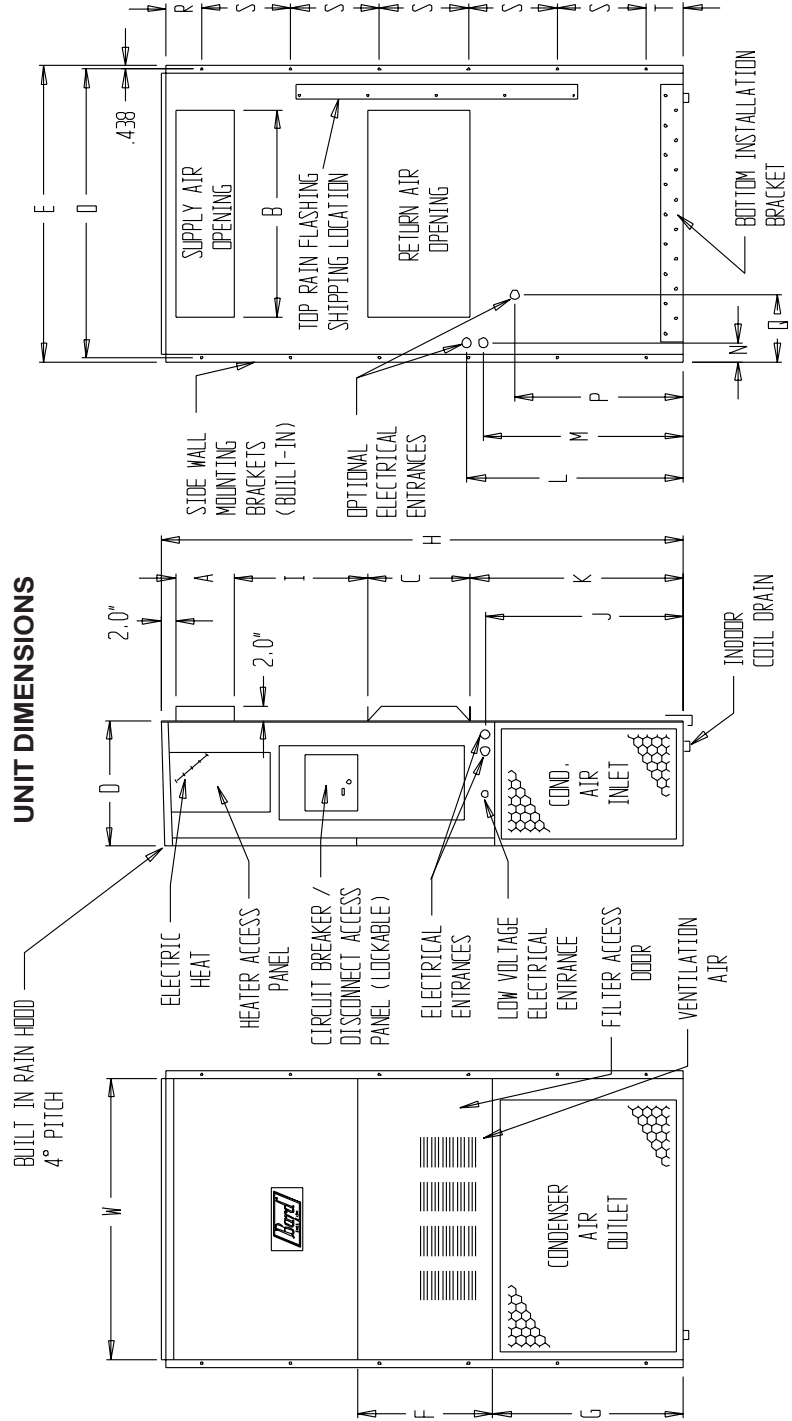 UNIT DIMENSIONS
BUILT IN RAIN HOOD
4° PITCH
W
Bard
F
G
CONDENSER
AIR
OUTLET
ELECTRIC
HEAT
HEATER ACCESS
PANEL
CIRCUIT BREAKER /
DISCONNECT ACCESS
PANEL (LOCKABLE)
ELECTRICAL
ENTRANCES
LOW VOLTAGE
ELECTRICAL
ENTRANCE
FILTER ACCESS
DOOR
VENTILATION
AIR
D
2.0"
2.0"
A
I
C
K
J
H
COND.
AIR
INLET
INDOOR
COIL DRAIN
SIDE WALL
MOUNTING
BRACKETS
(BUILT-IN)
OPTIONAL
ELECTRICAL
ENTRANCES
E
O
.438
SUPPLY AIR
OPENING
B
TOP RAIN FLASHING
SHIPPING LOCATION
RETURN AIR
OPENING
L
M
P
N
Q
R
S
S
S
S
S
T
BOTTOM INSTALLATION
BRACKET